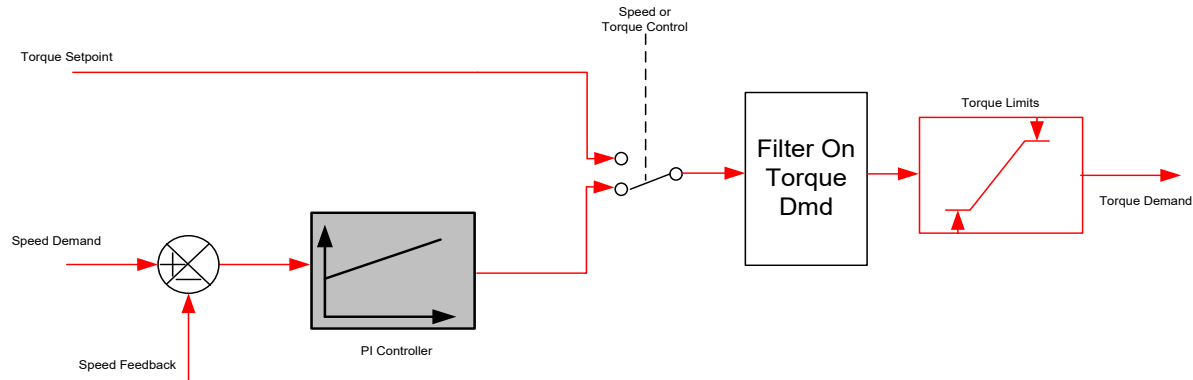 Speed or
Torque Control
Torque Setpoint
Torque Limits
Filter On
Torque
Dmd
Torque Demand
Speed Demand
PI Controller
Speed Feedback